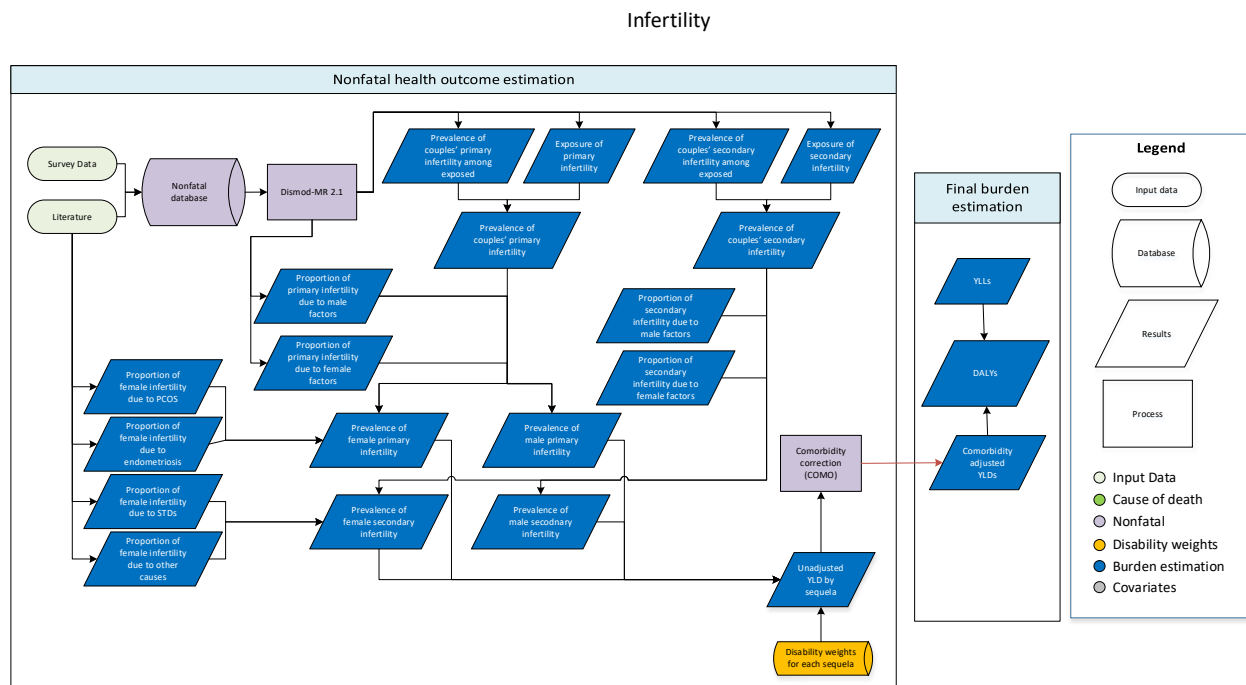 Infertility
Nonfatal health outcome estimation
Survey Data
Literature
Nonfatal
database
Dismod-MR 2.1
Prevalence of
couples' primary
infertility among
exposed
Exposure of
primary
infertility
Prevalence of
couples' secondary
infertility among
exposed
Exposure of
secondary
infertility
Prevalence of
couples' primary
infertility
Prevalence of
couples' secondary
infertility
Proportion of
primary infertility
due to male
factors
Proportion of
primary infertility
due to female
factors
Proportion of
secondary
infertility due to
male factors
Proportion of
secondary
infertility due to
female factors
Proportion of
female infertility
due to PCOS
Proportion of
female infertility
due to
endometriosis
Proportion of
female infertility
due to STDs
Proportion of
female infertility
due to other
causes
Prevalence of
female primary
infertility
Prevalence of
male primary
infertility
Prevalence of
female secondary
infertility
Prevalence of
male secodnary
infertility
Comorbidity
correction
(COMO)
Unadjusted
YLD by
sequela
Disability weights
for each sequela
Final burden
estimation
YLLs
DALYs
Comorbidity
adjusted
YLDs
Legend
Input data
Database
Results
Process
Input Data
Cause of death
Nonfatal
Disability weights
Burden estimation
Covariates